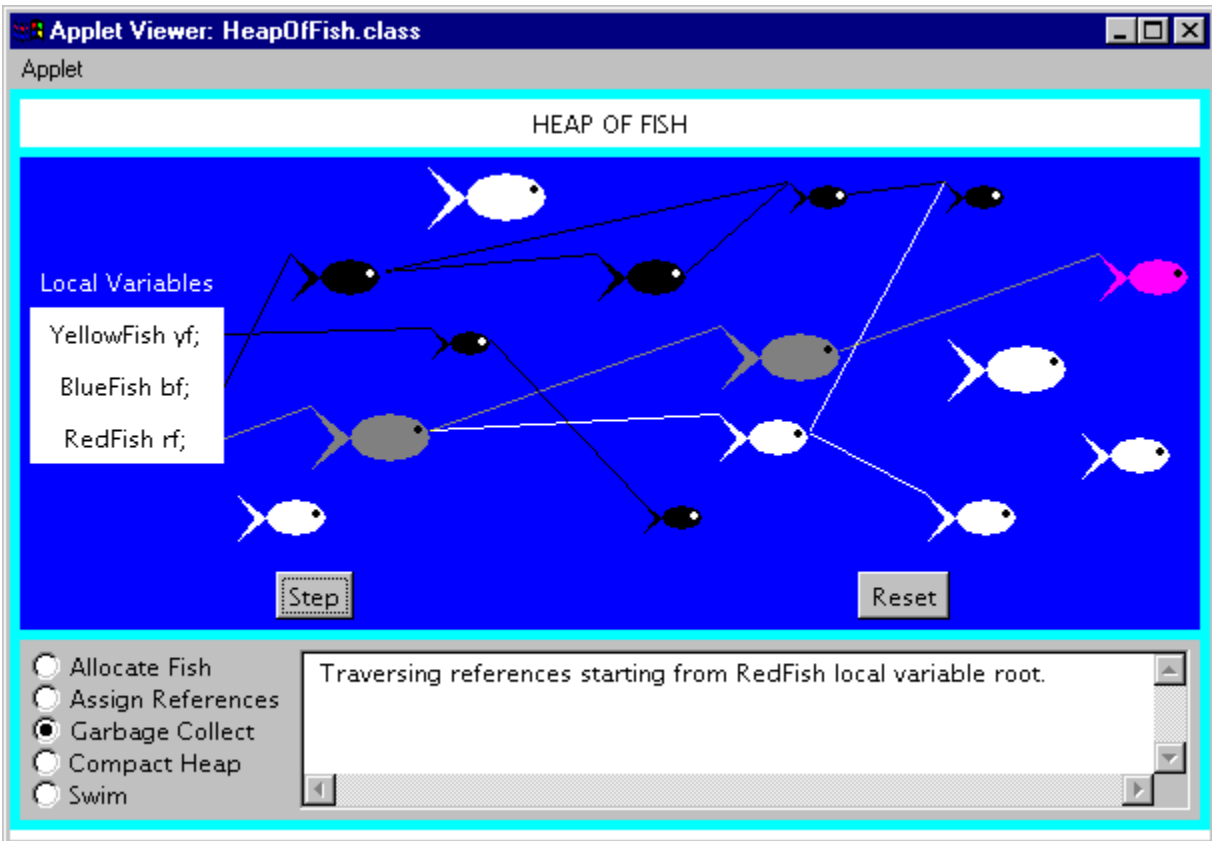 Applet Viewer: HeapOfFish.class
Applet
HEAP OF FISH
Local Variables
YellowFish yf;
BlueFish bf;
RedFish rf;
Step
Reset
Allocate Fish
Assign References
Garbage Collect
Compact Heap
Swim
Traversing references starting from RedFish local variable root.